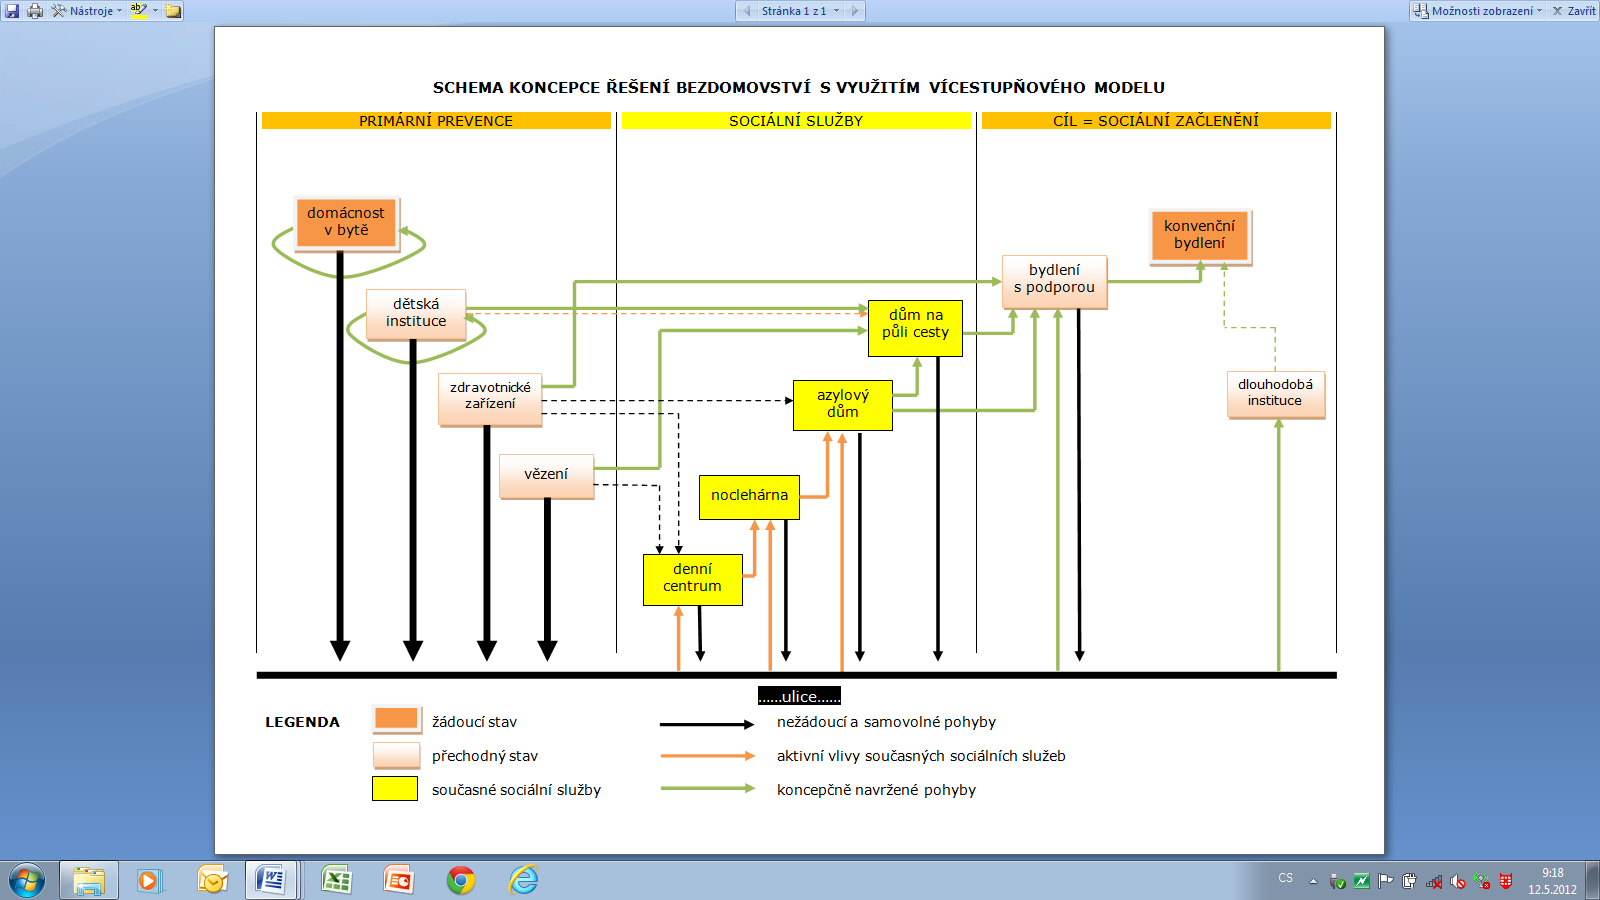 Nástroje
Stránka 1 z 1
Možnosti zobrazení
Zavřít
SCHEMA KONCEPCE ŘEŠENÍ BEZDOMOVSTVÍ S VYUŽITÍM VÍCESTUPŇOVÉHO MODELU
PRIMÁRNÍ PREVENCE
SOCIÁLNÍ SLUŽBY
CÍL = SOCIÁLNÍ ZAČLENĚNÍ
domácnost
v bytě
konvenční
bydlení
bydlení
s podporou
dětská
instituce
dům na
půli cesty
zdravotnické
zařízení
azylový
dům
dlouhodobá
instituce
vězení
noclehárna
denní
centrum
......ulice......
LEGENDA
žádoucí stav
nežádoucí a samovolné pohyby
přechodný stav
aktivní vlivy současných sociálních služeb
současné sociální služby
koncepčně navržené pohyby
CS
9:18
12.5.2012